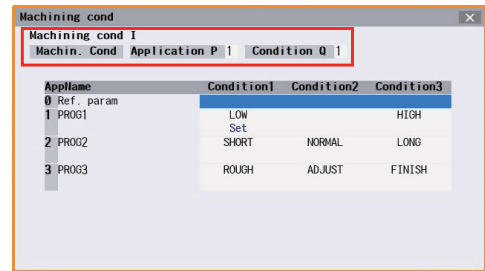 Machining cond
Machining cond I
Machin. Cond Application P 1 Condition Q 1
AppName Condition1 Condition2 Condition3
0 Ref. param
1 PROG1 LOW HIGH
Set
2 PROG2 SHORT NORMAL LONG
3 PROG3 ROUGH ADJUST FINISH